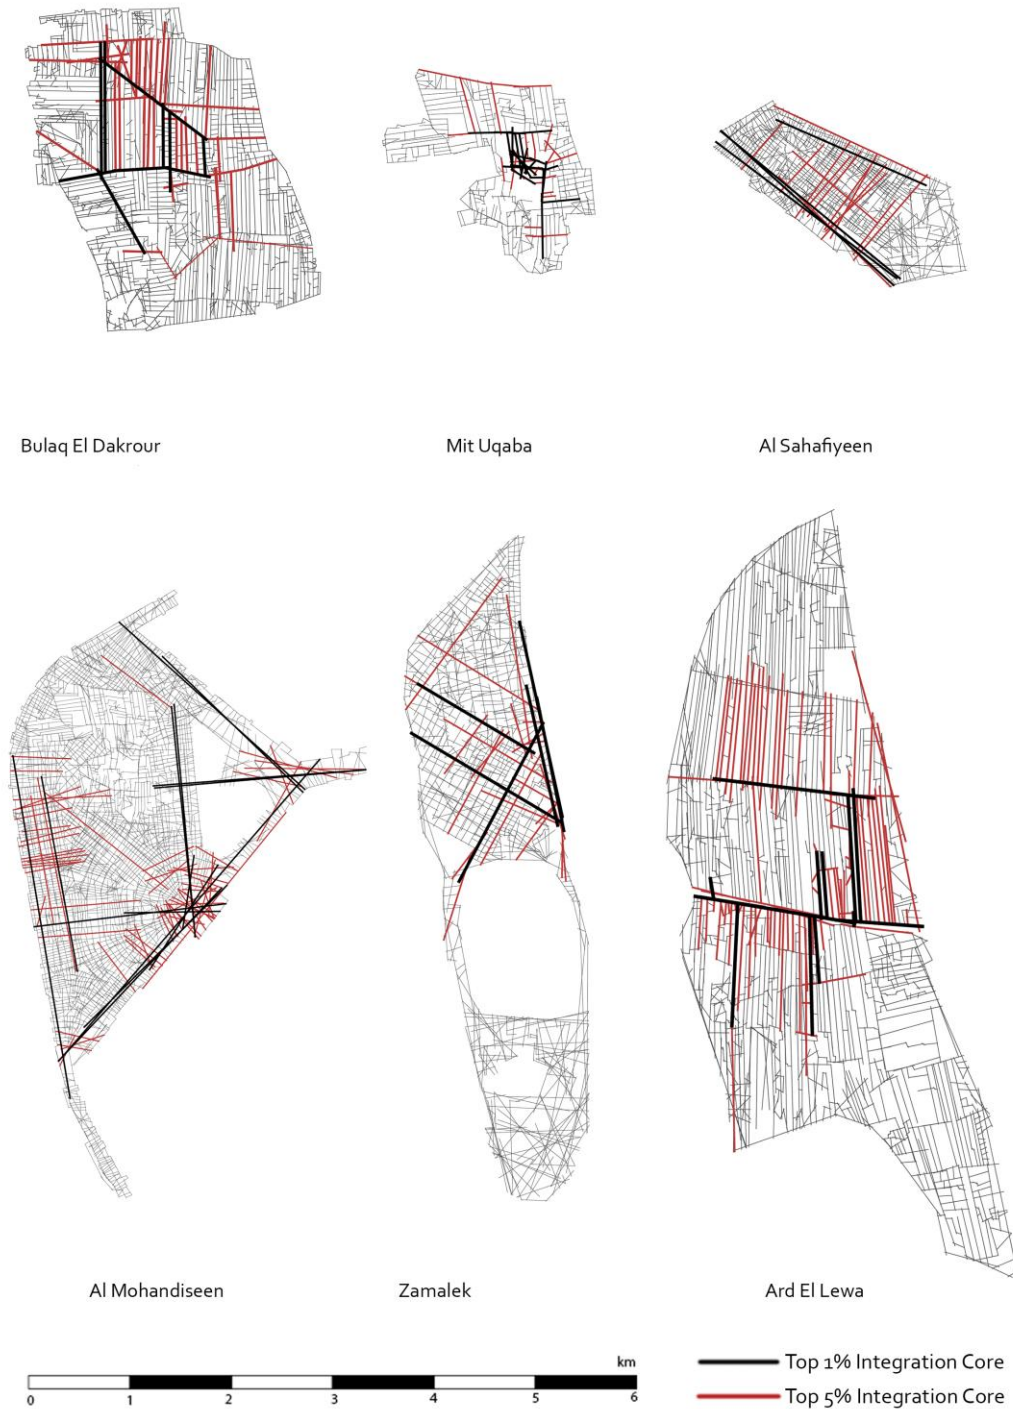 Bulaq El Dakrour
Mit Uqaba
Al Sahafiyeen
Al Mohandiseen
Zamalek
Ard El Lewa
km
0 1 2 3 4 5 6
Top 1% Integration Core
Top 5% Integration Core